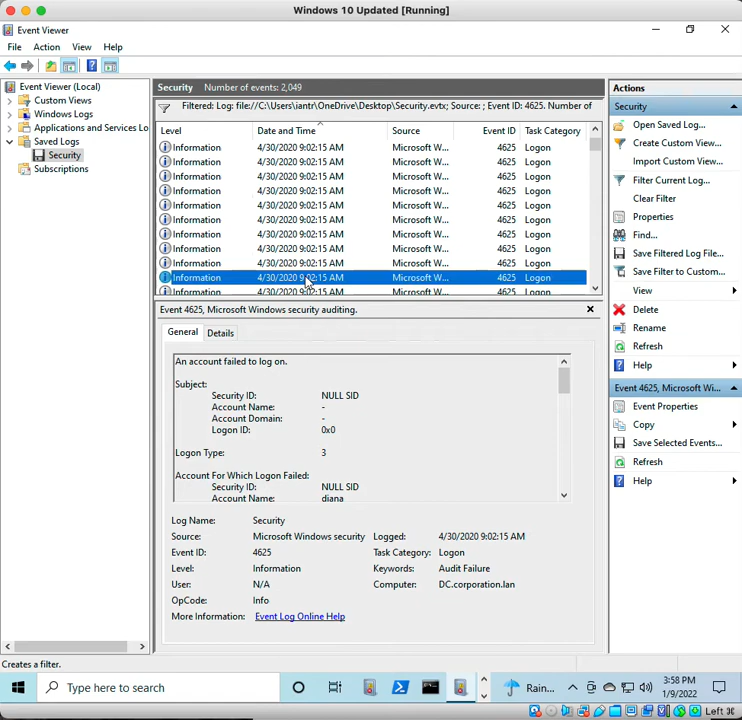 Windows 10 Updated [Running]
Event Viewer
File Action View Help
Event Viewer (Local)
Custom Views
Windows Logs
Applications and Services Lo
Saved Logs
Security
Subscriptions
Security Number of events: 2,049
Filtered: Log: file://C:\Users\iantr\OneDrive\Desktop\Security.evtx; Source: ; Event ID: 4625. Number of
Level Date and Time Source Event ID Task Category
Information 4/30/2020 9:02:15 AM Microsoft W... 4625 Logon
Information 4/30/2020 9:02:15 AM Microsoft W... 4625 Logon
Information 4/30/2020 9:02:15 AM Microsoft W... 4625 Logon
Information 4/30/2020 9:02:15 AM Microsoft W... 4625 Logon
Information 4/30/2020 9:02:15 AM Microsoft W... 4625 Logon
Information 4/30/2020 9:02:15 AM Microsoft W... 4625 Logon
Information 4/30/2020 9:02:15 AM Microsoft W... 4625 Logon
Information 4/30/2020 9:02:15 AM Microsoft W... 4625 Logon
Information 4/30/2020 9:02:15 AM Microsoft W... 4625 Logon
Information 4/30/2020 9:02:15 AM Microsoft W... 4625 Logon
Information 4/30/2020 9:02:15 AM Microsoft W... 4625 Logon
Event 4625, Microsoft Windows security auditing.
General Details
An account failed to log on.
Subject:
Security ID: NULL SID
Account Name: -
Account Domain: -
Logon ID: 0x0
Logon Type: 3
Account For Which Logon Failed:
Security ID: NULL SID
Account Name: diana
Log Name: Security
Source: Microsoft Windows security Logged: 4/30/2020 9:02:15 AM
Event ID: 4625 Task Category: Logon
Level: Information Keywords: Audit Failure
User: N/A Computer: DC.corporation.lan
OpCode: Info
More Information: Event Log Online Help
Actions
Security
Open Saved Log...
Create Custom View...
Import Custom View...
Filter Current Log...
Clear Filter
Properties
Find...
Save Filtered Log File...
Save Filter to Custom...
View
Delete
Rename
Refresh
Help
Event 4625, Microsoft Wi...
Event Properties
Copy
Save Selected Events...
Refresh
Help
Creates a filter.
Type here to search
Rain...
3:58 PM
1/9/2022
Left ⌘